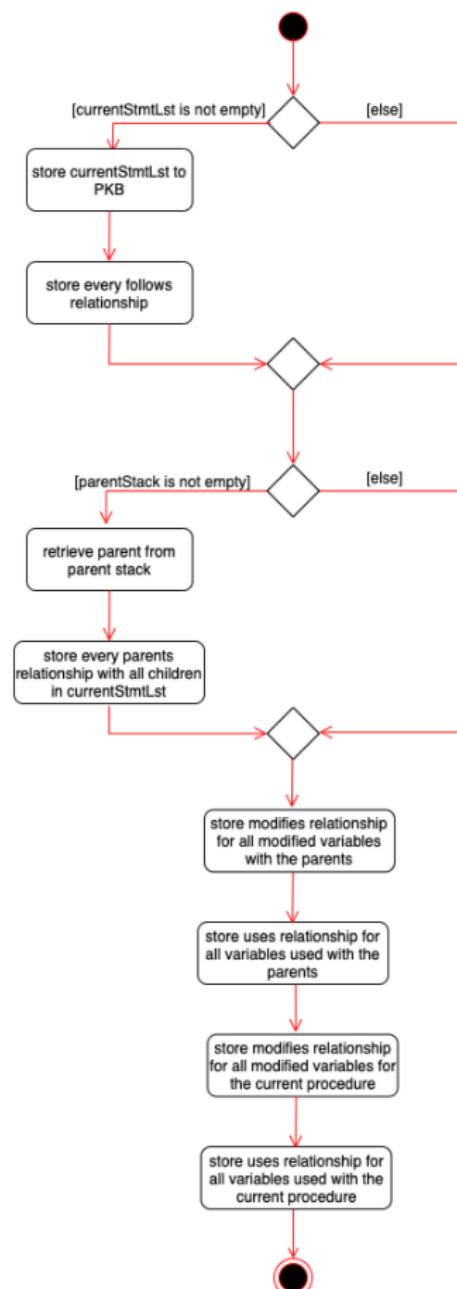 [currentStmtLst is not empty]
[else]
store currentStmtLst to
PKB
store every follows
relationship
[parentStack is not empty]
[else]
retrieve parent from
parent stack
store every parents
relationship with all children
in currentStmtLst
store modifies relationship
for all modified variables
with the parents
store uses relationship for
all variables used with the
parents
store modifies relationship
for all modified variables for
the current procedure
store uses relationship for
all variables used with the
current procedure